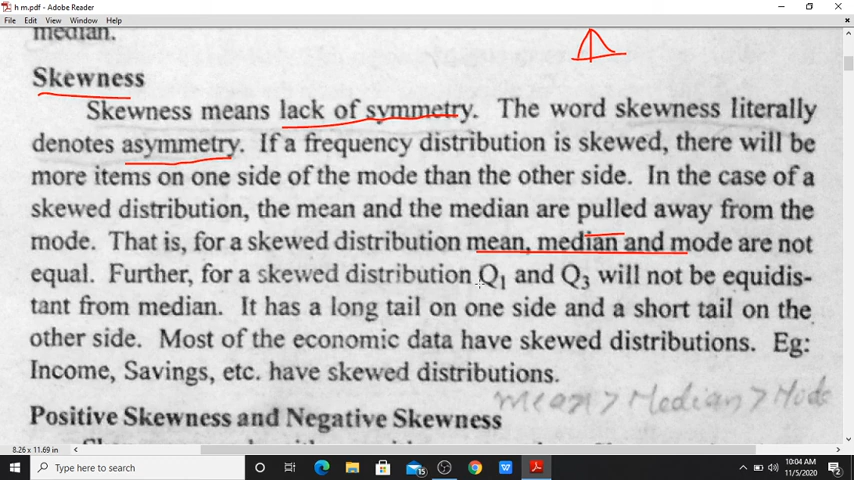 h m.pdf - Adobe Reader
File Edit View Window Help
median.
Skewness
Skewness means lack of symmetry. The word skewness literally
denotes asymmetry. If a frequency distribution is skewed, there will be
more items on one side of the mode than the other side. In the case of a
skewed distribution, the mean and the median are pulled away from the
mode. That is, for a skewed distribution mean, median and mode are not
equal. Further, for a skewed distribution Q1 and Q3 will not be equidis-
tant from median. It has a long tail on one side and a short tail on the
other side. Most of the economic data have skewed distributions. Eg:
Income, Savings, etc. have skewed distributions.
mean > Median > Mode
Positive Skewness and Negative Skewness
8.26 x 11.69 in
Type here to search
15
10:04 AM
11/5/2020
2